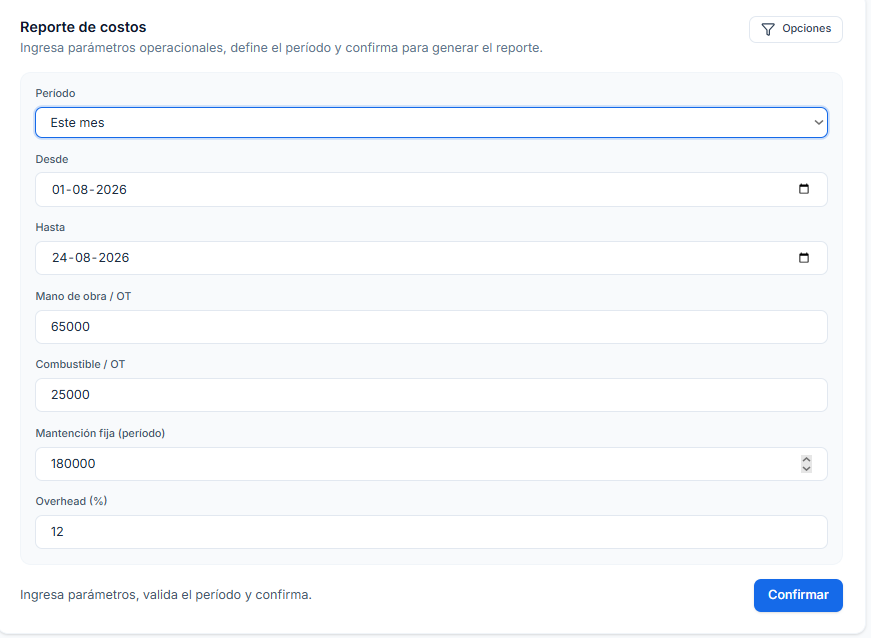 Reporte de costos
Opciones
Ingresa parámetros operacionales, define el período y confirma para generar el reporte.
Período
Este mes
Desde
01-08-2026
Hasta
24-08-2026
Mano de obra / OT
65000
Combustible / OT
25000
Mantención fija (período)
180000
Overhead (%)
12
Ingresa parámetros, valida el período y confirma.
Confirmar